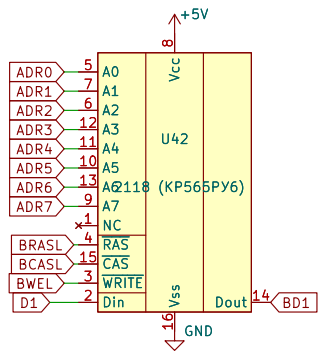 +5V
8
Vcc
ADR0 5 A0
ADR1 7 A1
ADR2 6 A2
ADR3 12 A3
U42
ADR4 11 A4
ADR5 10 A5
ADR6 13 A6 2118 (КР565РУ6)
ADR7 9 A7
1 NC
BRASL 4 RAS
BCASL 15 CAS
BWEL 3 WRITE
D1 2 Din
Vss
Dout 14 BD1
16
GND